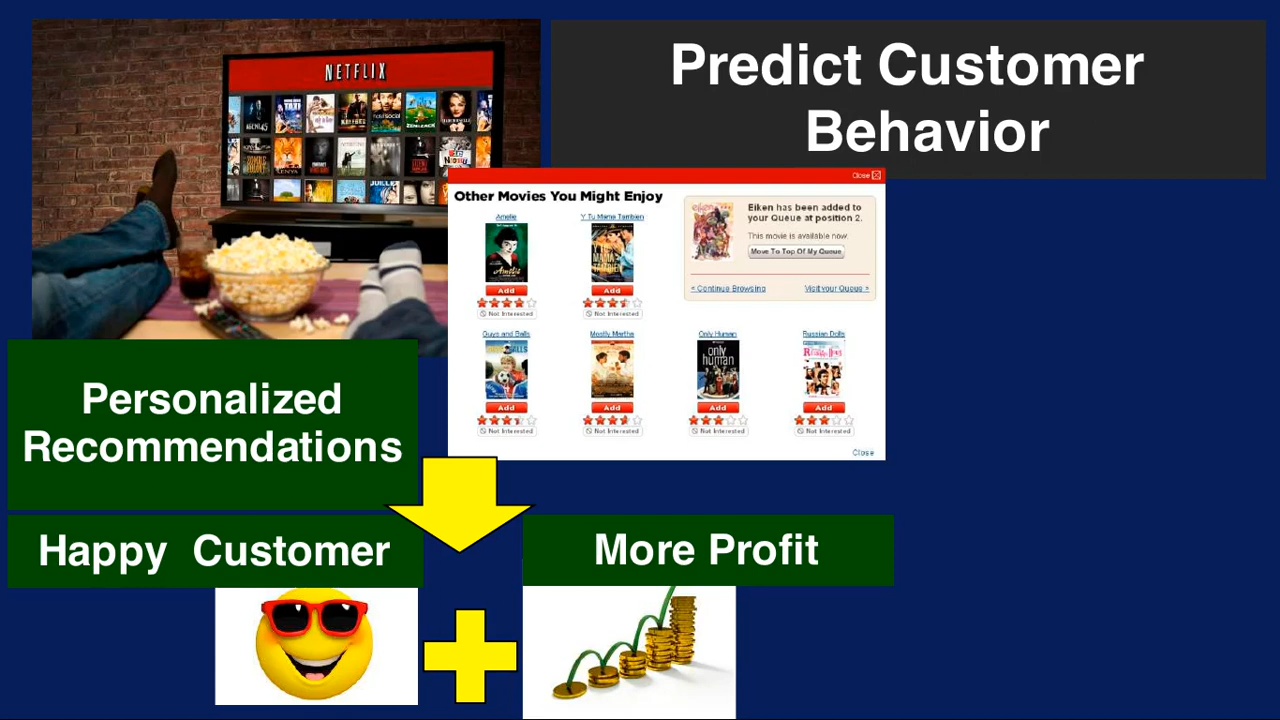 NETFLIX
Predict Customer
Behavior
Close
Other Movies You Might Enjoy
Amelie
Y Tu Mama Tambien
Eiken has been added to
your Queue at position 2.
This movie is available now.
Move To Top Of My Queue
< Continue Browsing
Visit your Queue >
Add
Add
Not Interested
Not Interested
Guys and Balls
Mostly Martha
Only Human
Russian Dolls
only
human
Add
Add
Add
Add
Not Interested
Not Interested
Not Interested
Not Interested
Close
Personalized
Recommendations
Happy Customer
More Profit